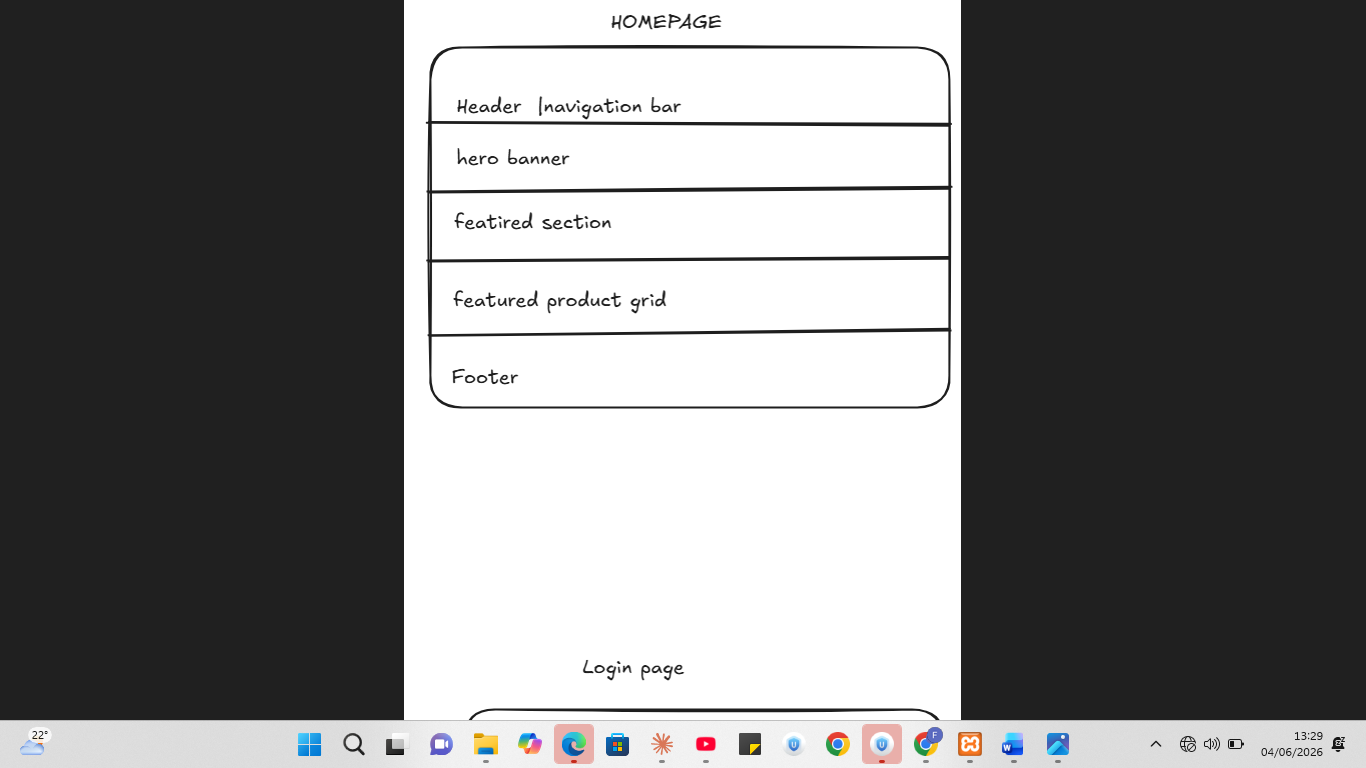 HOMEPAGE
Header |navigation bar
hero banner
featired section
featured product grid
Footer
Login page
22°
F
13:29
04/06/2026